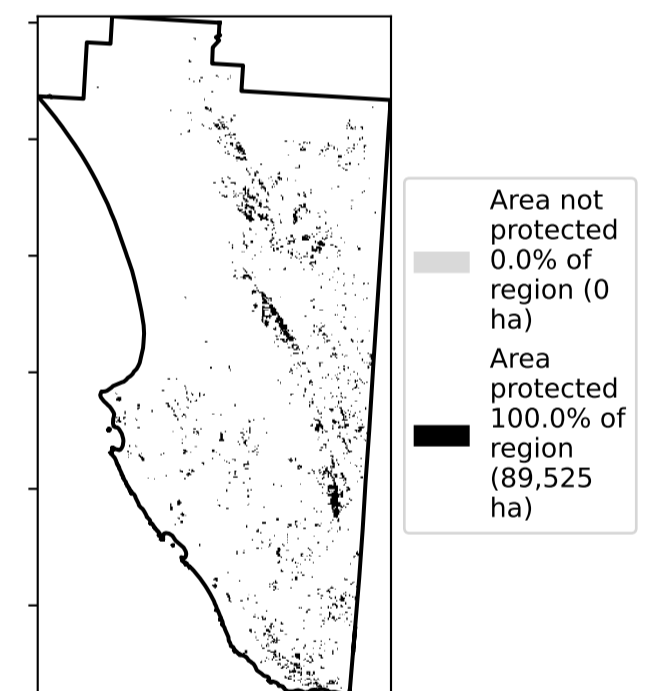 Area not
protected
0.0% of
region (0
ha)
Area
protected
100.0% of
region
(89,525
ha)